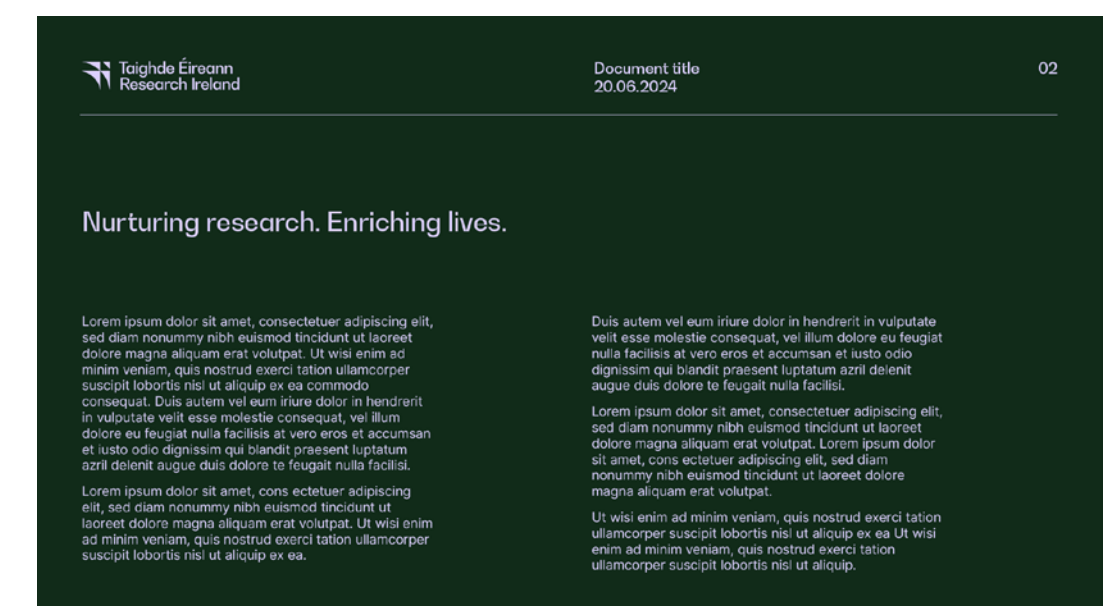 Taighde Éireann
Research Ireland
Document title
20.06.2024
02
Nurturing research. Enriching lives.
Lorem ipsum dolor sit amet, consectetuer adipiscing elit,
sed diam nonummy nibh euismod tincidunt ut laoreet
dolore magna aliquam erat volutpat. Ut wisi enim ad
minim veniam, quis nostrud exerci tation ullamcorper
suscipit lobortis nisl ut aliquip ex ea commodo
consequat. Duis autem vel eum iriure dolor in hendrerit
in vulputate velit esse molestie consequat, vel illum
dolore eu feugiat nulla facilisis at vero eros et accumsan
et iusto odio dignissim qui blandit praesent luptatum
azril delenit augue duis dolore te feugait nulla facilisi.
Lorem ipsum dolor sit amet, cons ectetuer adipiscing
elit, sed diam nonummy nibh euismod tincidunt ut
laoreet dolore magna aliquam erat volutpat. Ut wisi enim
ad minim veniam, quis nostrud exerci tation ullamcorper
suscipit lobortis nisl ut aliquip ex ea.
Duis autem vel eum iriure dolor in hendrerit in vulputate
velit esse molestie consequat, vel illum dolore eu feugiat
nulla facilisis at vero eros et accumsan et iusto odio
dignissim qui blandit praesent luptatum azril delenit
augue duis dolore te feugait nulla facilisi.
Lorem ipsum dolor sit amet, consectetuer adipiscing elit,
sed diam nonummy nibh euismod tincidunt ut laoreet
dolore magna aliquam erat volutpat. Lorem ipsum dolor
sit amet, cons ectetuer adipiscing elit, sed diam
nonummy nibh euismod tincidunt ut laoreet dolore
magna aliquam erat volutpat.
Ut wisi enim ad minim veniam, quis nostrud exerci tation
ullamcorper suscipit lobortis nisl ut aliquip ex ea Ut wisi
enim ad minim veniam, quis nostrud exerci tation
ullamcorper suscipit lobortis nisl ut aliquip.